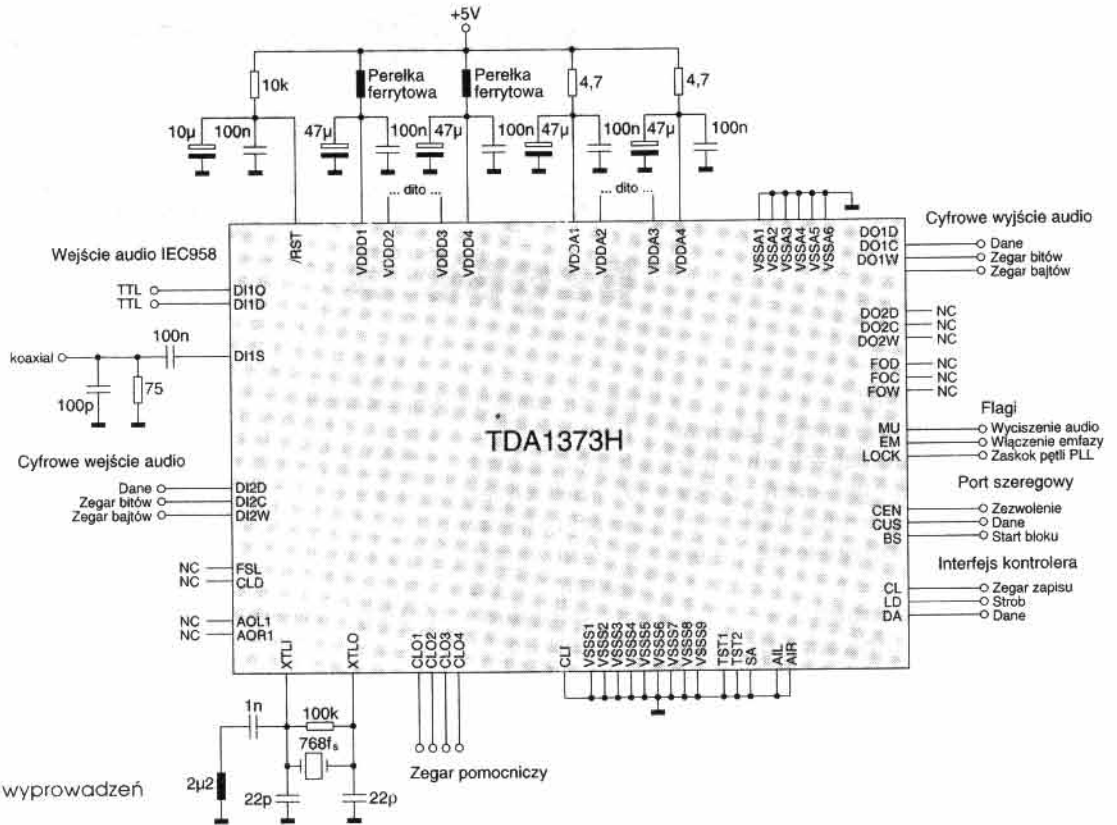 +5V
10k
Perełka
ferrytowa
Perełka
ferrytowa
4,7
4,7
10µ
100n
47µ
100n
47µ
100n
47µ
100n
47µ
100n
... dito ...
... dito ...
/RST
VDDD1
VDDD2
VDDD3
VDDD4
VDDA1
VDDA2
VDDA3
VDDA4
VSSA1
VSSA2
VSSA3
VSSA4
VSSA5
VSSA6
Wejście audio IEC958
TTL
DI1O
TTL
DI1D
100n
koaxial
DI1S
100p
75
Cyfrowe wejście audio
Dane
DI2D
Zegar bitów
DI2C
Zegar bajtów
DI2W
NC
FSL
NC
CLD
NC
AOL1
NC
AOR1
TDA1373H
Cyfrowe wyjście audio
DO1D
DO1C
Dane
DO1W
Zegar bitów
Zegar bajtów
DO2D
NC
DO2C
NC
DO2W
NC
FOD
NC
FOC
NC
FOW
NC
Flagi
MU
Wyciszenie audio
EM
Włączenie emfazy
LOCK
Zaskok pętli PLL
Port szeregowy
CEN
Zezwolenie
CUS
Dane
BS
Start bloku
Interfejs kontrolera
CL
Zegar zapisu
LD
Strob
DA
Dane
XTLI
XTLO
CLO1
CLO2
CLO3
CLO4
CLI
VSSS1
VSSS2
VSSS3
VSSS4
VSSS5
VSSS6
VSSS7
VSSS8
VSSS9
TST1
TST2
SA
AIL
AIR
1n
100k
768fs
2µ2
22p
22p
Zegar pomocniczy
wyprowadzeń